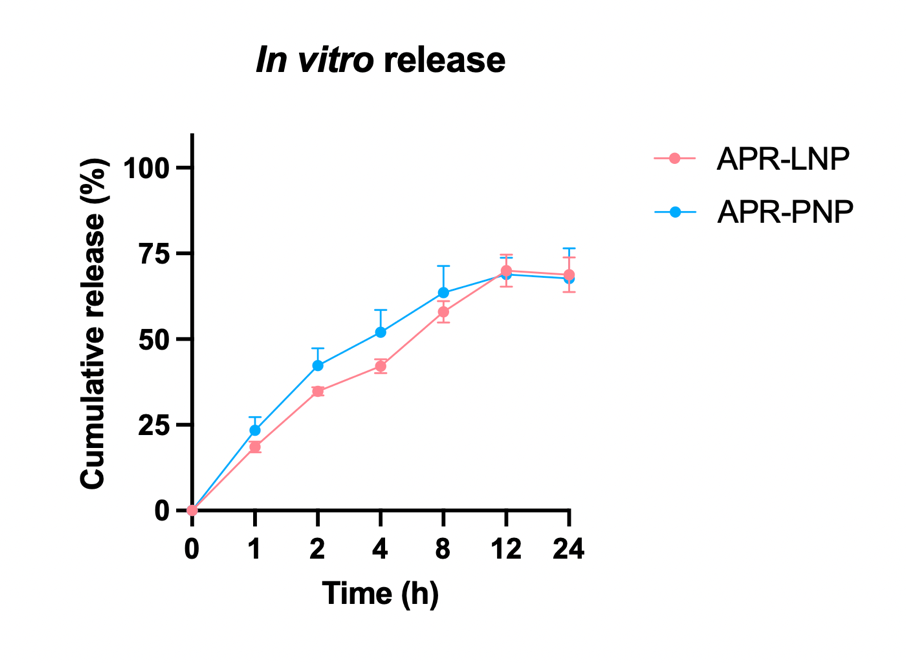 In vitro release
APR-LNP
APR-PNP
Cumulative release (%)
100
75
50
25
0
0 1 2 4 8 12 24
Time (h)